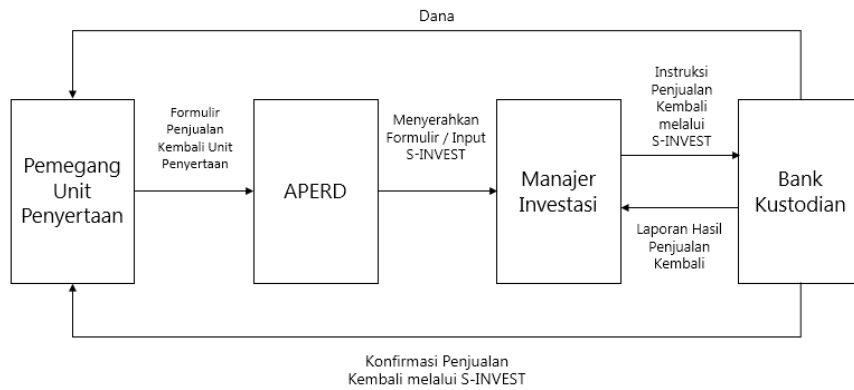 Dana
Formulir
Penjualan
Kembali Unit
Penyertaan
Menyerahkan
Formulir / Input
S-INVEST
Instruksi
Penjualan
Kembali
melalui
S-INVEST
Pemegang
Unit
Penyertaan
APERD
Manajer
Investasi
Bank
Kustodian
Laporan Hasil
Penjualan
Kembali
Konfirmasi Penjualan
Kembali melalui S-INVEST